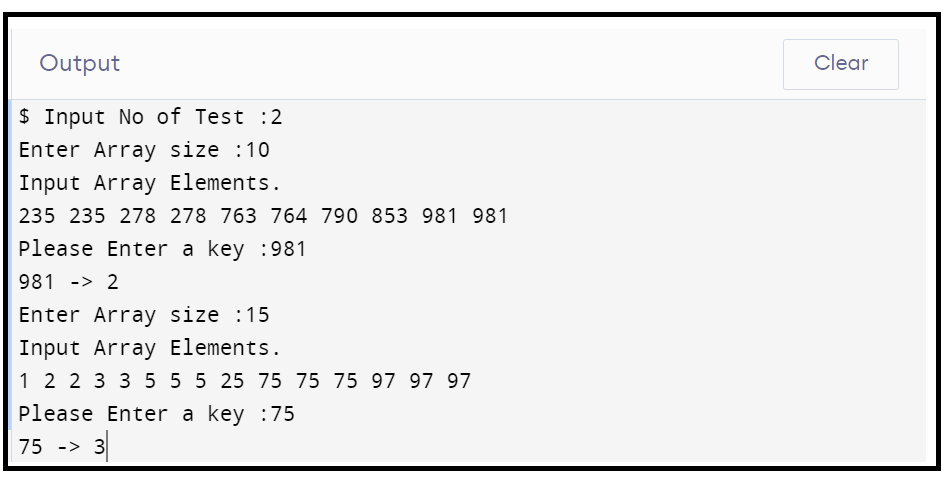 Output
Clear
$ Input No of Test :2
Enter Array size :10
Input Array Elements.
235 235 278 278 763 764 790 853 981 981
Please Enter a key :981
981 -> 2
Enter Array size :15
Input Array Elements.
1 2 2 3 3 5 5 5 25 75 75 75 97 97 97
Please Enter a key :75
75 -> 3